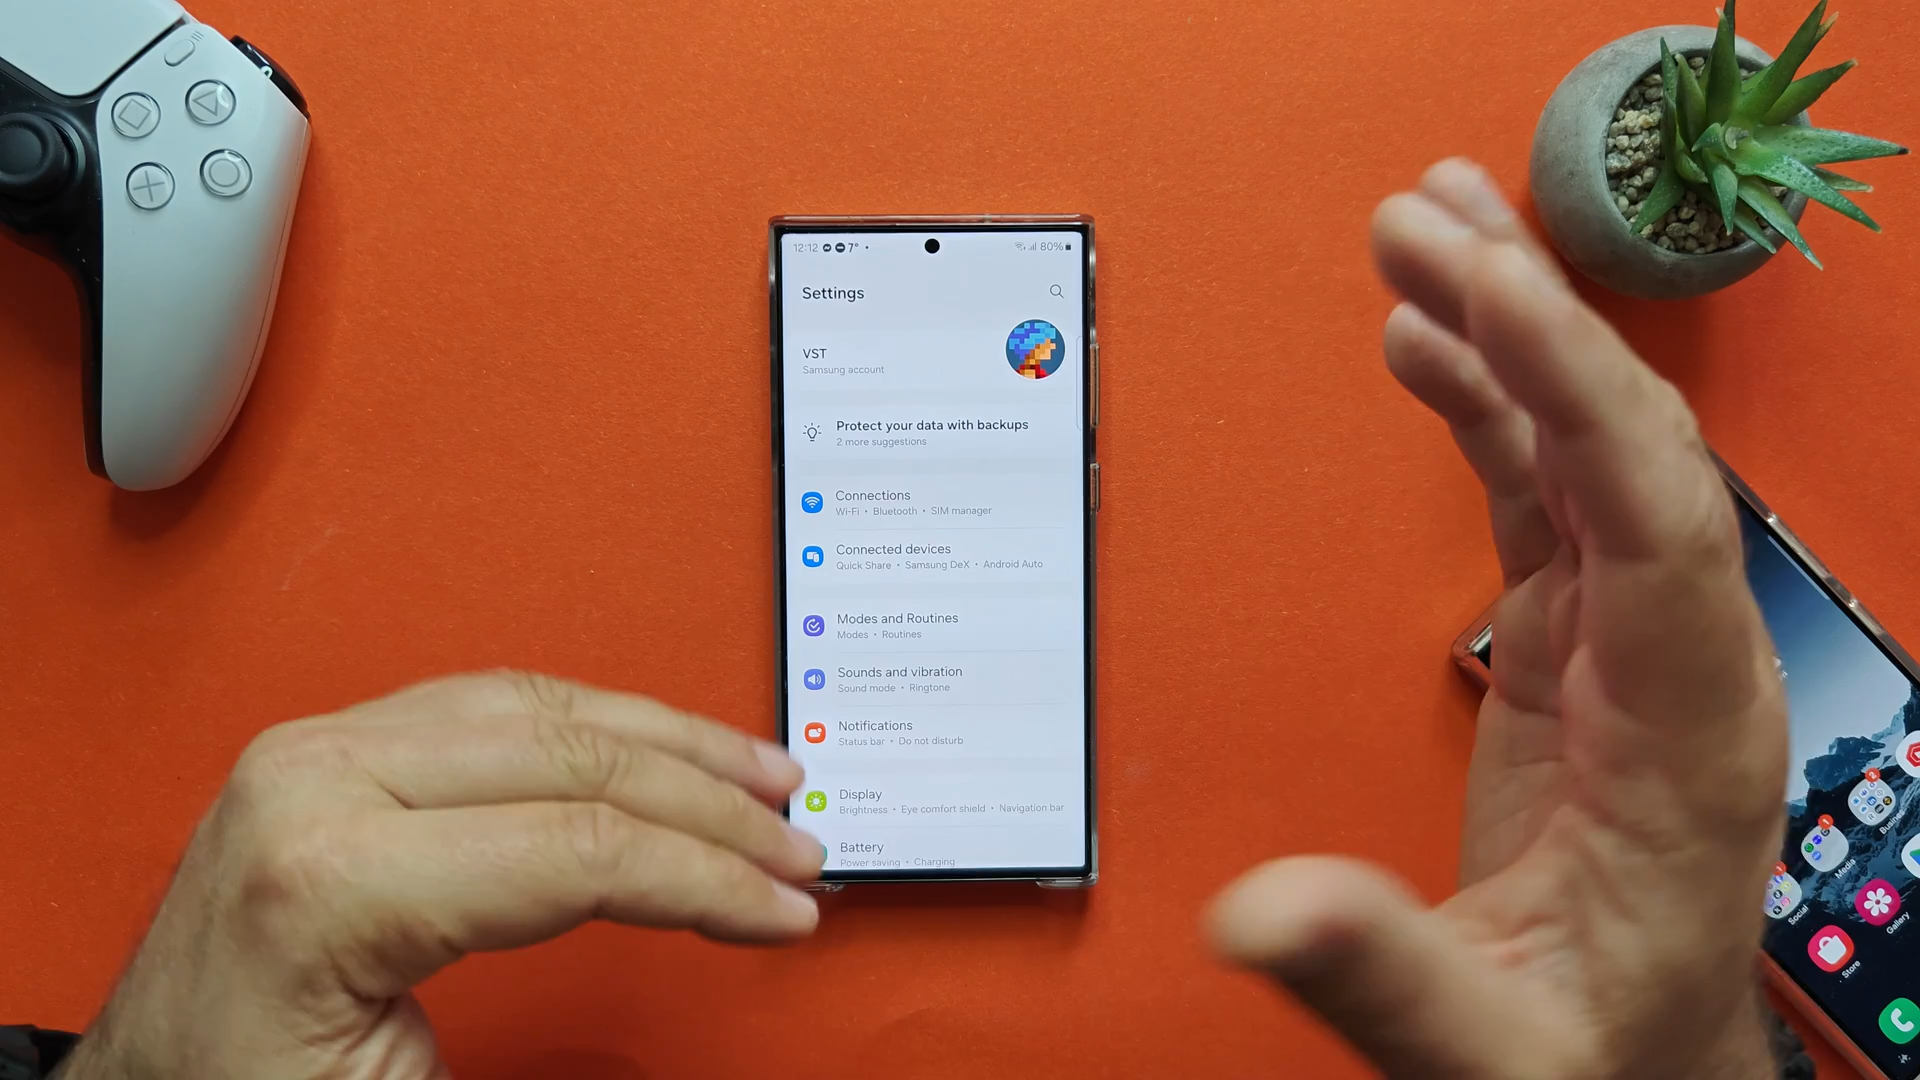 12:12 7° 80%
Settings
VST
Samsung account
Protect your data with backups
2 more suggestions
Connections
Wi-Fi • Bluetooth • SIM manager
Connected devices
Quick Share • Samsung DeX • Android Auto
Modes and Routines
Modes • Routines
Sounds and vibration
Sound mode • Ringtone
Notifications
Status bar • Do not disturb
Display
Brightness • Eye comfort shield • Navigation bar
Battery
Power saving • Charging
Media
Social
Gallery
Store